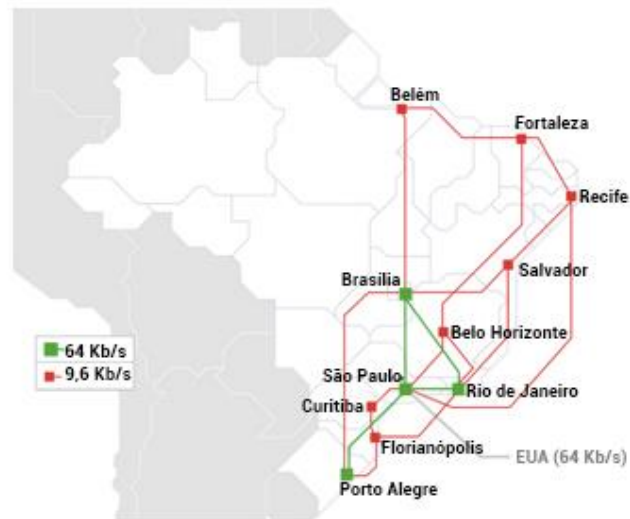 Belém
Fortaleza
Recife
Salvador
Brasília
Belo Horizonte
64 Kb/s
9,6 Kb/s
São Paulo
Rio de Janeiro
Curitiba
Florianópolis
EUA (64 Kb/s)
Porto Alegre